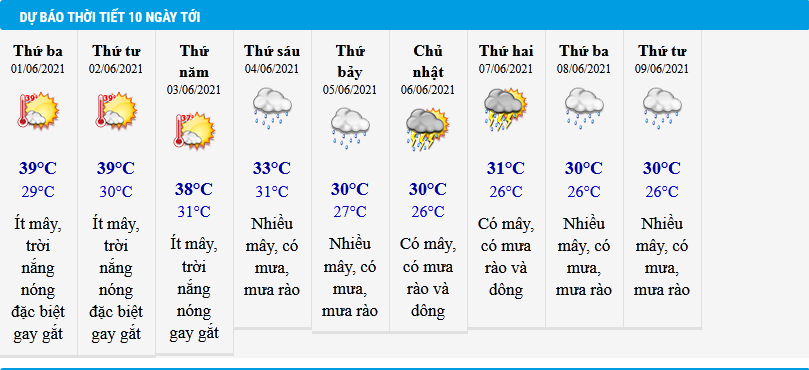 DỰ BÁO THỜI TIẾT 10 NGÀY TỚI
Thứ ba
01/06/2021
39°
39°C
29°C
Ít mây,
trời
nắng
nóng
đặc biệt
gay gắt
Thứ tư
02/06/2021
39°
39°C
30°C
Ít mây,
trời
nắng
nóng
đặc biệt
gay gắt
Thứ
năm
03/06/2021
37°
38°C
31°C
Ít mây,
trời
nắng
nóng
gay gắt
Thứ sáu
04/06/2021
33°C
31°C
Nhiều
mây, có
mưa,
mưa rào
Thứ
bảy
05/06/2021
30°C
27°C
Nhiều
mây, có
mưa,
mưa rào
Chủ
nhật
06/06/2021
30°C
26°C
Có mây,
có mưa
rào và
dông
Thứ hai
07/06/2021
31°C
26°C
Có mây,
có mưa
rào và
dông
Thứ ba
08/06/2021
30°C
26°C
Nhiều
mây, có
mưa,
mưa rào
Thứ tư
09/06/2021
30°C
26°C
Nhiều
mây, có
mưa,
mưa rào